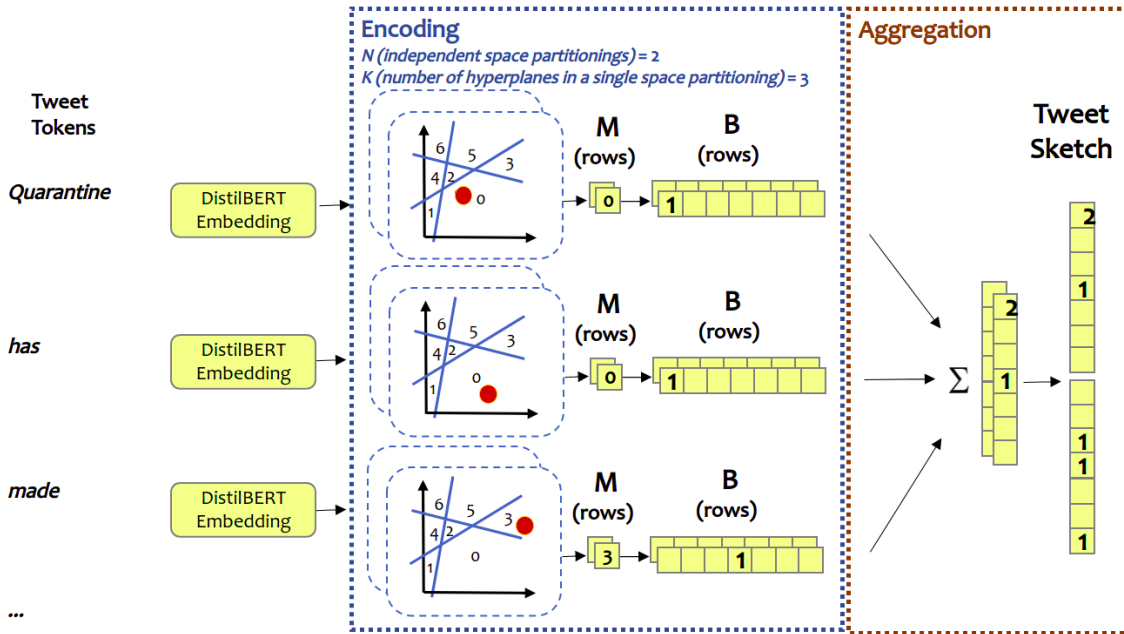 Encoding
N (independent space partitionings) = 2
K (number of hyperplanes in a single space partitioning) = 3
Aggregation
Tweet
Tokens
Tweet
Sketch
Quarantine
DistilBERT
Embedding
6
5
3
4
2
0
1
M
(rows)
0
B
(rows)
1
has
DistilBERT
Embedding
6
5
3
4
2
0
1
M
(rows)
0
B
(rows)
1
made
DistilBERT
Embedding
6
5
3
4
2
0
1
M
(rows)
3
B
(rows)
1
...
Σ
2
1
2
1
1
1
1